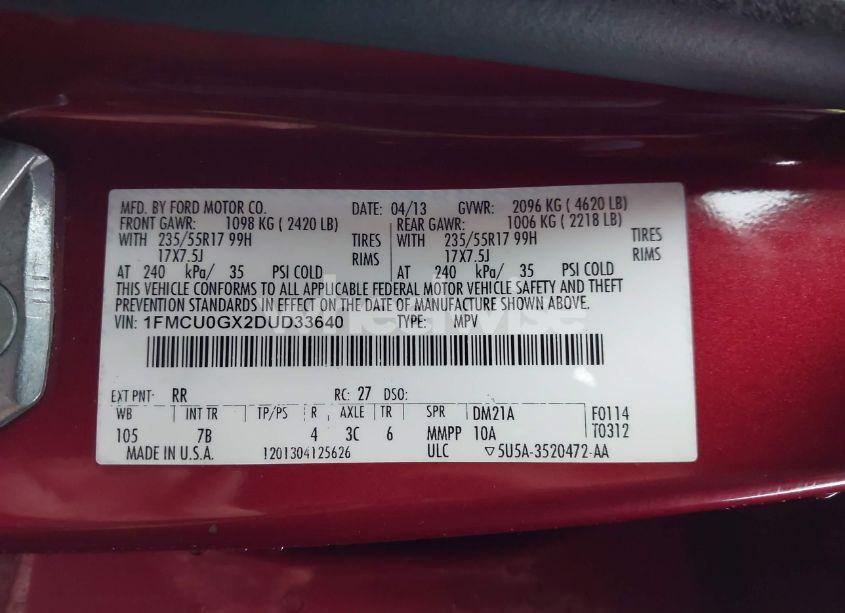 MFD. BY FORD MOTOR CO. DATE: 04/13 GVWR: 2096 KG ( 4620 LB)
FRONT GAWR: 1098 KG ( 2420 LB) REAR GAWR: 1006 KG ( 2218 LB)
WITH 235/55R17 99H TIRES WITH 235/55R17 99H TIRES
17X7.5J RIMS 17X7.5J RIMS
AT 240 kPa/ 35 PSI COLD AT 240 kPa/ 35 PSI COLD
THIS VEHICLE CONFORMS TO ALL APPLICABLE FEDERAL MOTOR VEHICLE SAFETY AND THEFT
PREVENTION STANDARDS IN EFFECT ON THE DATE OF MANUFACTURE SHOWN ABOVE.
VIN: 1FMCU0GX2DUD33640 TYPE: MPV
EXT PNT: RR RC: 27 DSO:
WB INT TR TP/PS R AXLE TR SPR DM21A F0114
105 7B 4 3C 6 MMPP 10A T0312
MADE IN U.S.A. 1201304125626 ULC ▽5U5A-3520472-AA